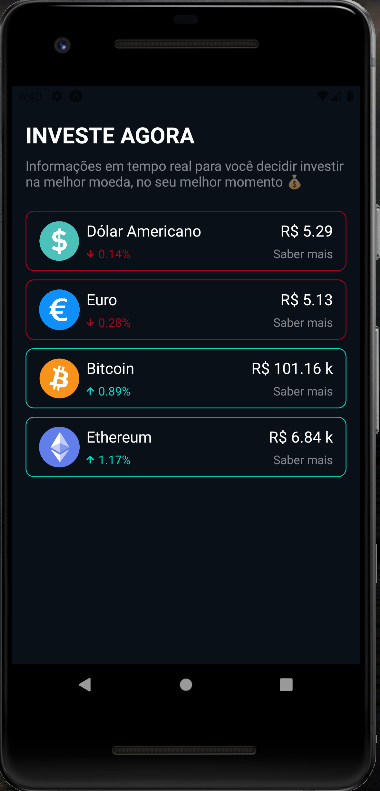 6:40
INVESTE AGORA
Informações em tempo real para você decidir investir
na melhor moeda, no seu melhor momento 💰
Dólar Americano
R$ 5.29
↓ 0.14%
Saber mais
Euro
R$ 5.13
↓ 0.28%
Saber mais
Bitcoin
R$ 101.16 k
↑ 0.89%
Saber mais
Ethereum
R$ 6.84 k
↑ 1.17%
Saber mais